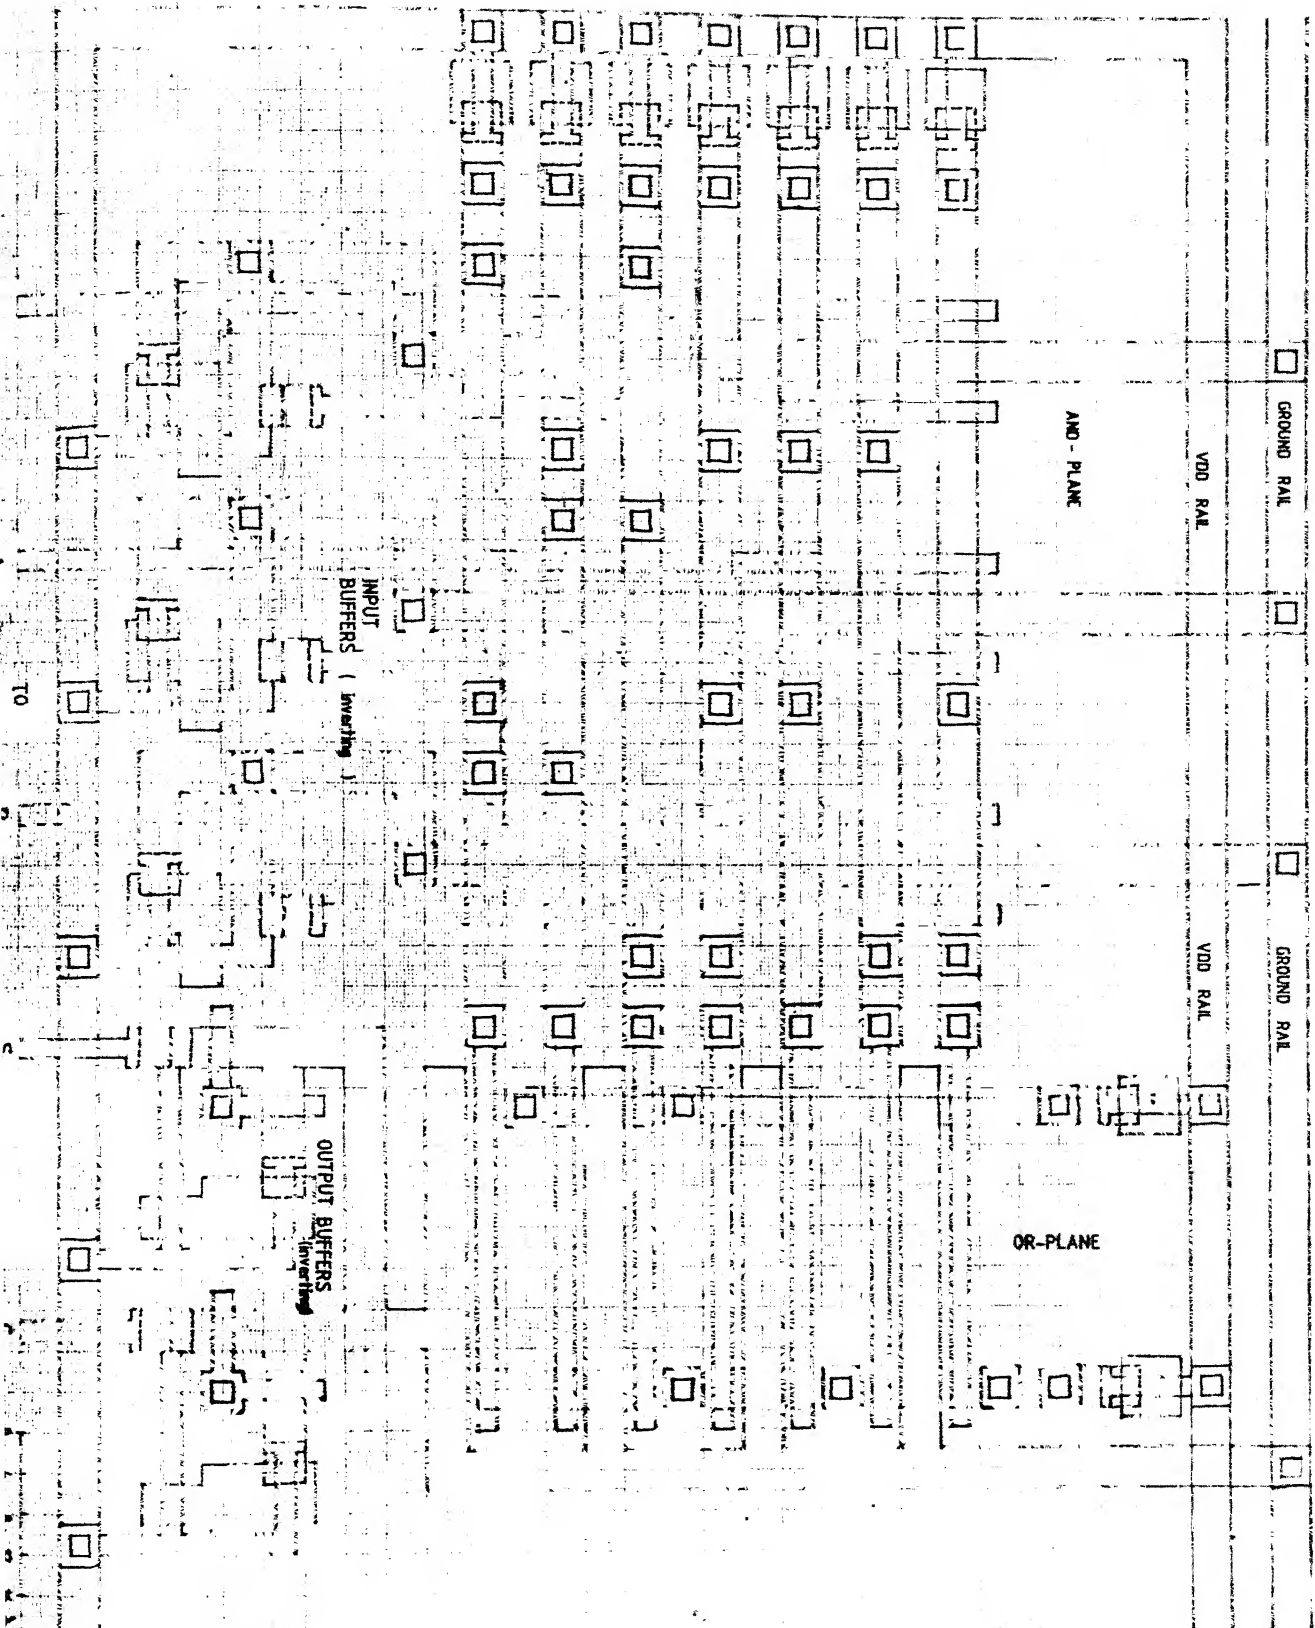 GROUND RAIL
VDD RAIL
AND-PLANE
INPUT
BUFFERS ( inverting )
TO
GROUND RAIL
VDD RAIL
OR-PLANE
OUTPUT BUFFERS
(inverting)